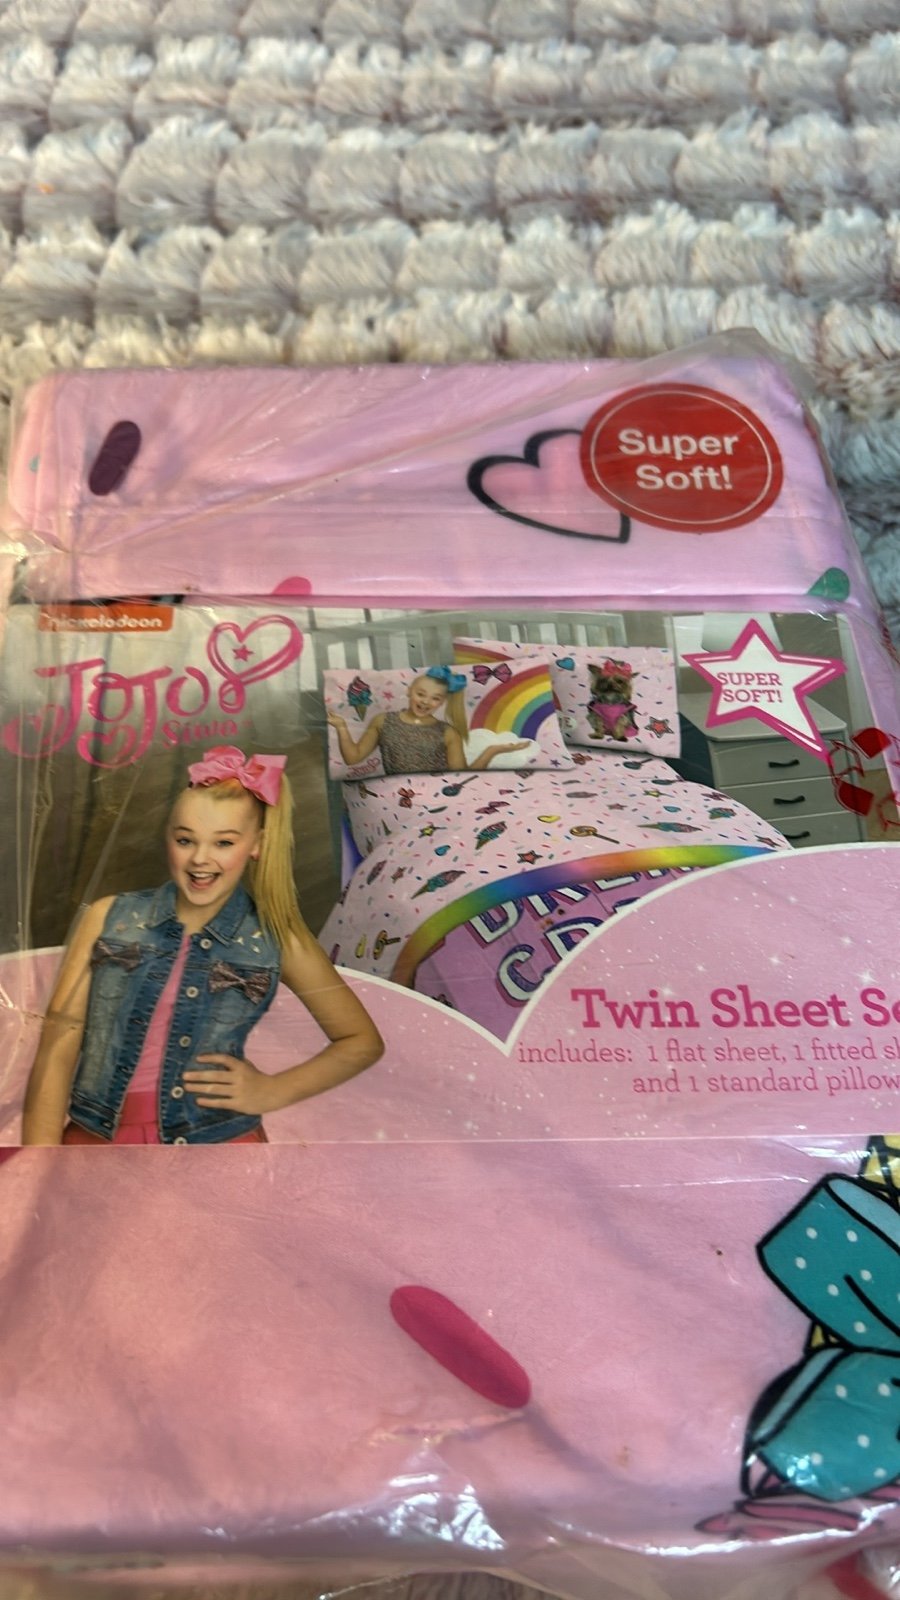 Super
Soft!
nickelodeon
JoJo
Siwa
SUPER
SOFT!
Twin Sheet Se
includes: 1 flat sheet, 1 fitted sh
and 1 standard pillow